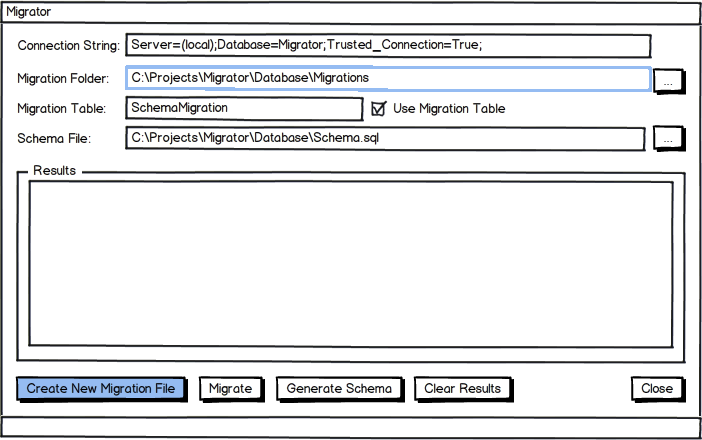 Migrator
Connection String: Server=(local);Database=Migrator;Trusted_Connection=True;
Migration Folder: C:\Projects\Migrator\Database\Migrations ...
Migration Table: SchemaMigration Use Migration Table
Schema File: C:\Projects\Migrator\Database\Schema.sql ...
Results
Create New Migration File Migrate Generate Schema Clear Results Close